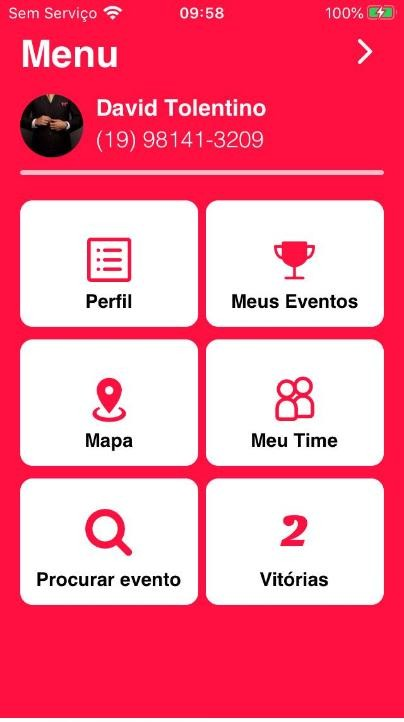 Sem Serviço 09:58 100%
Menu
David Tolentino
(19) 98141-3209
Perfil
Meus Eventos
Mapa
Meu Time
2
Procurar evento
Vitórias